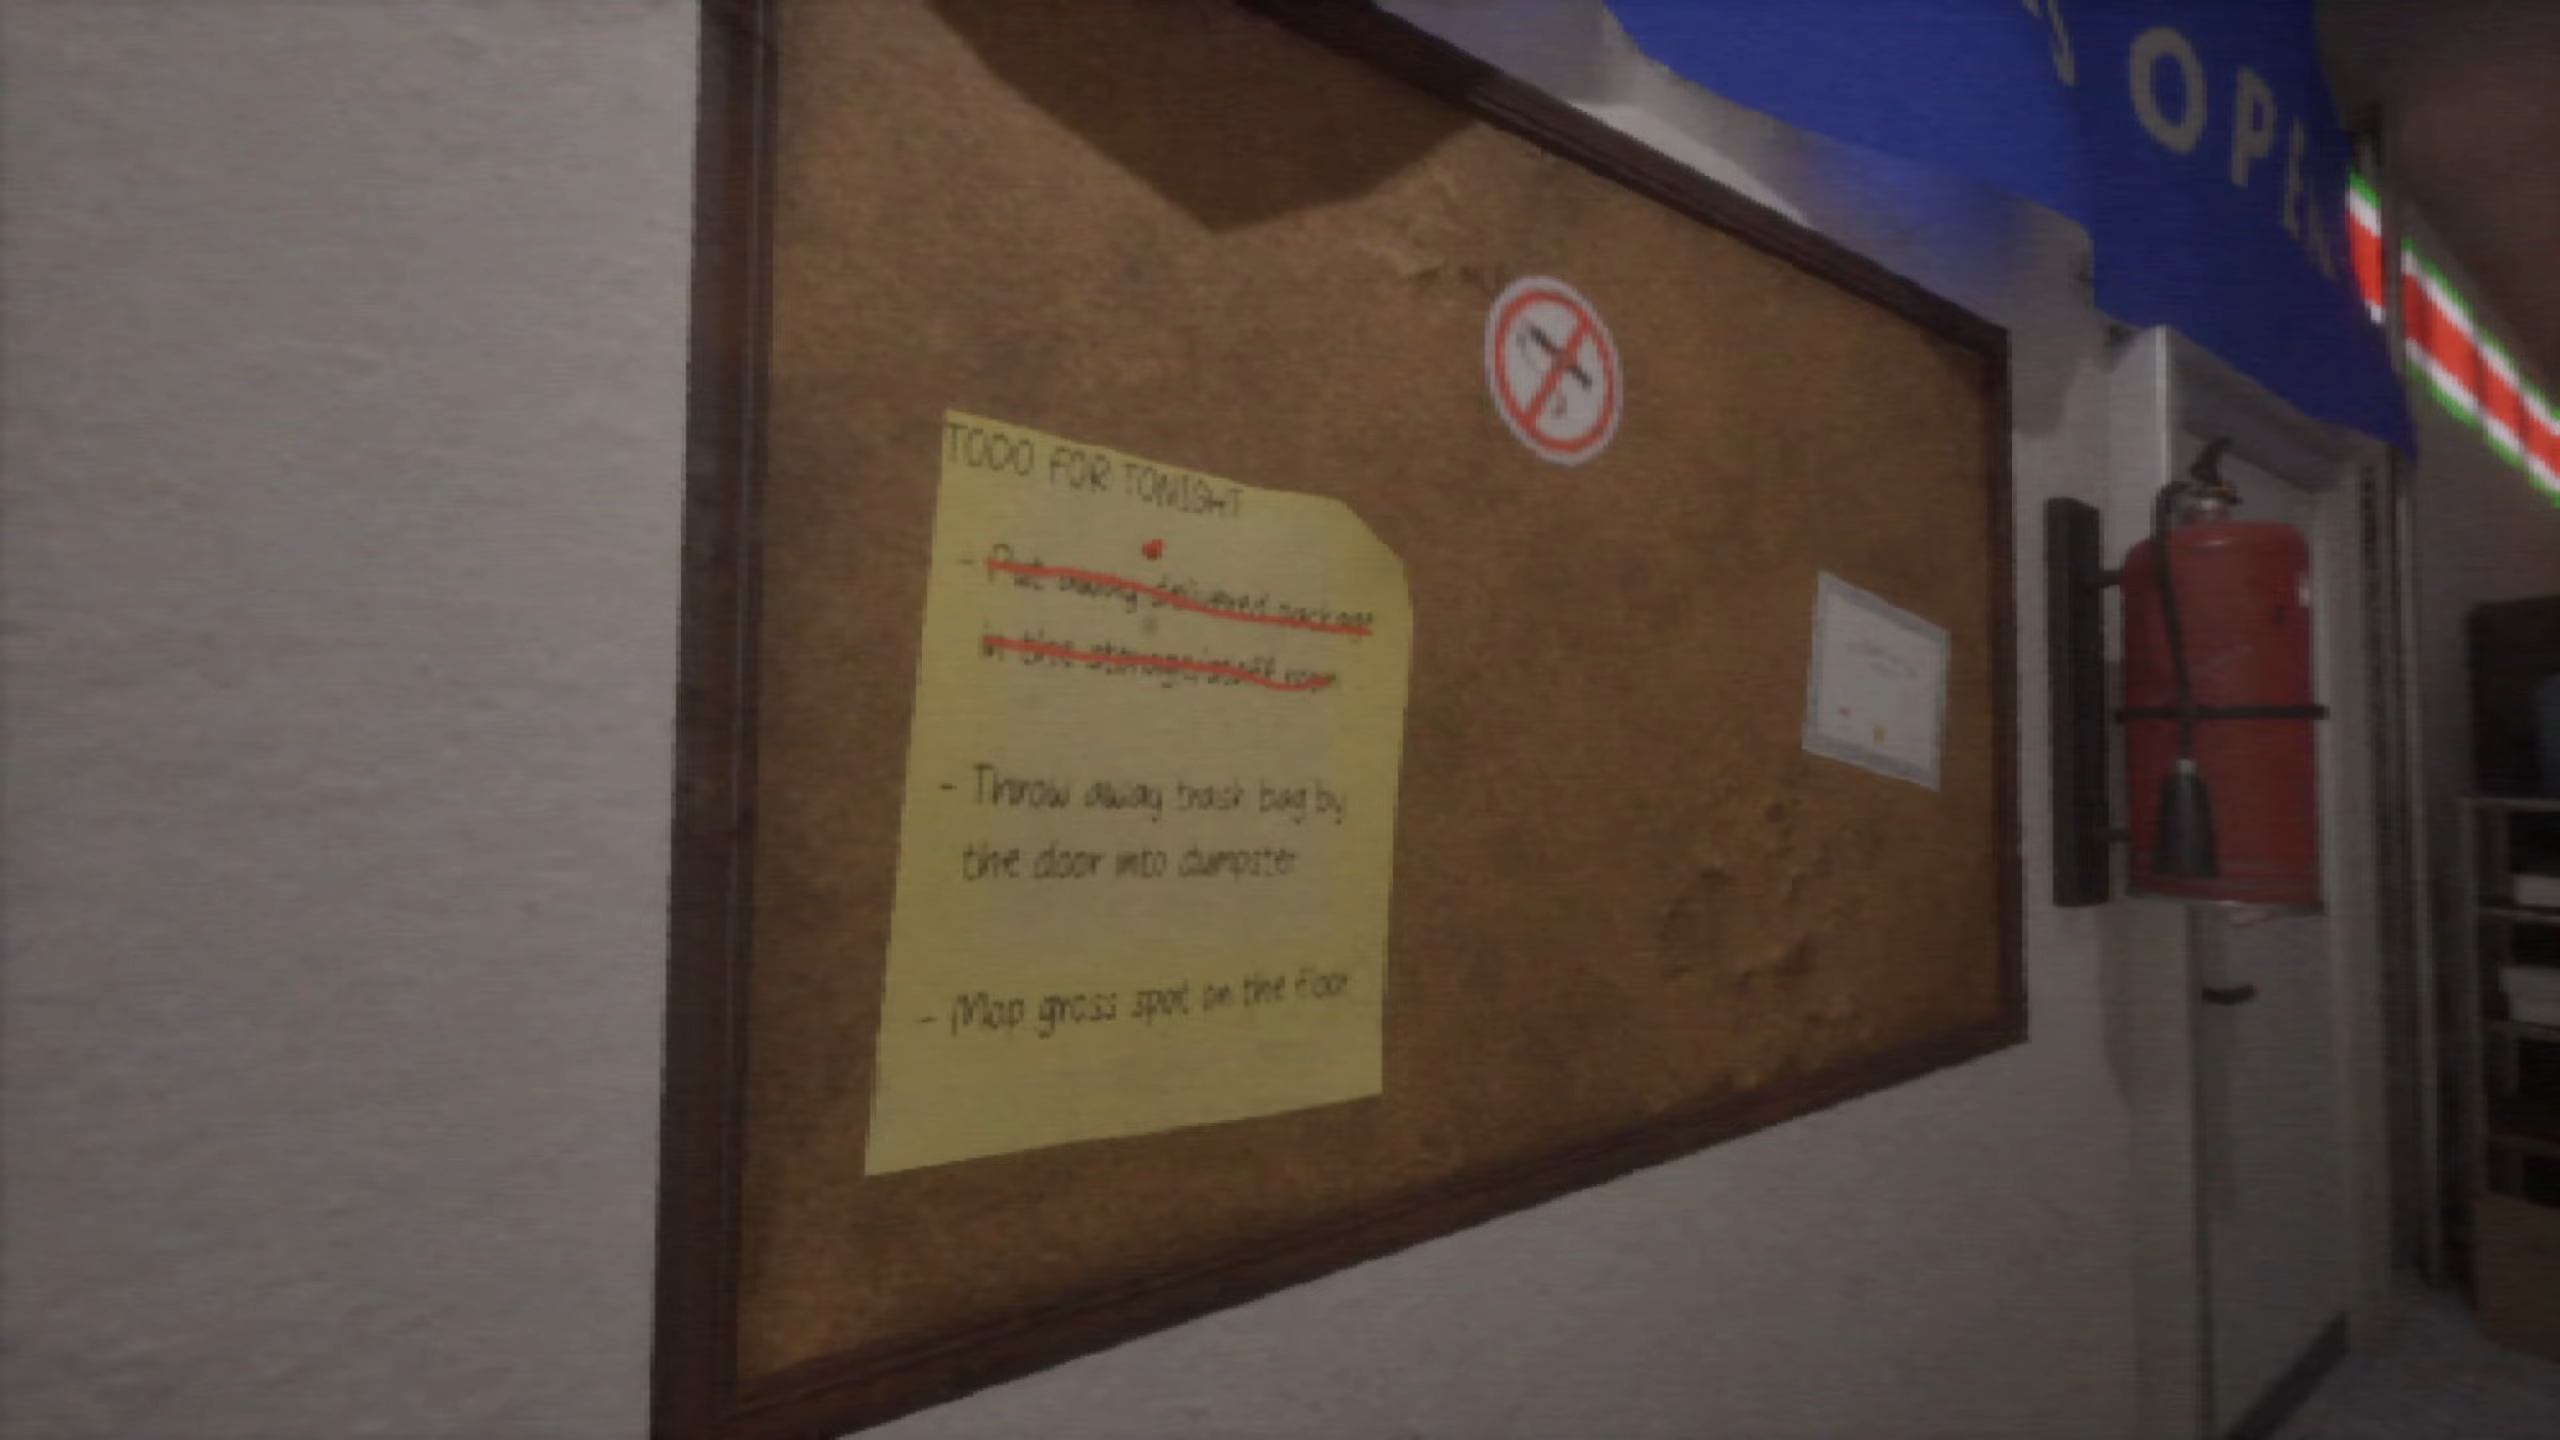 OPEN
TODO FOR TONIGHT
- Put away delivered package
in the storage/staff room
- Throw away trash bag by
the door into dumpster
- Mop gross spot on the floor